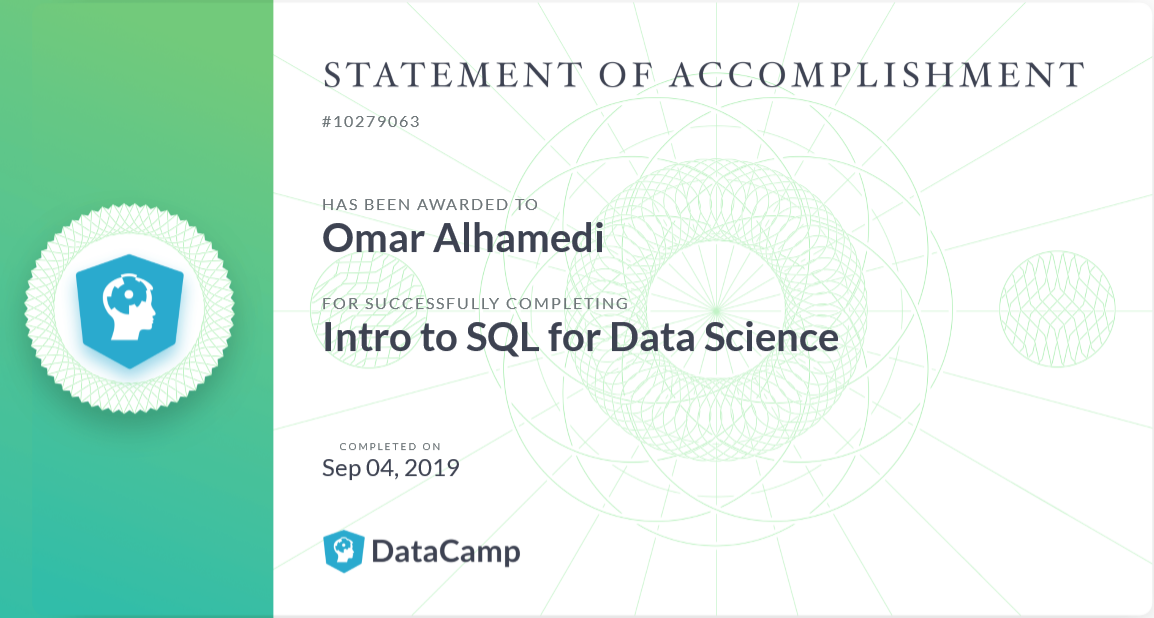 STATEMENT OF ACCOMPLISHMENT
#10279063
HAS BEEN AWARDED TO
Omar Alhamedi
FOR SUCCESSFULLY COMPLETING
Intro to SQL for Data Science
COMPLETED ON
Sep 04, 2019
DataCamp